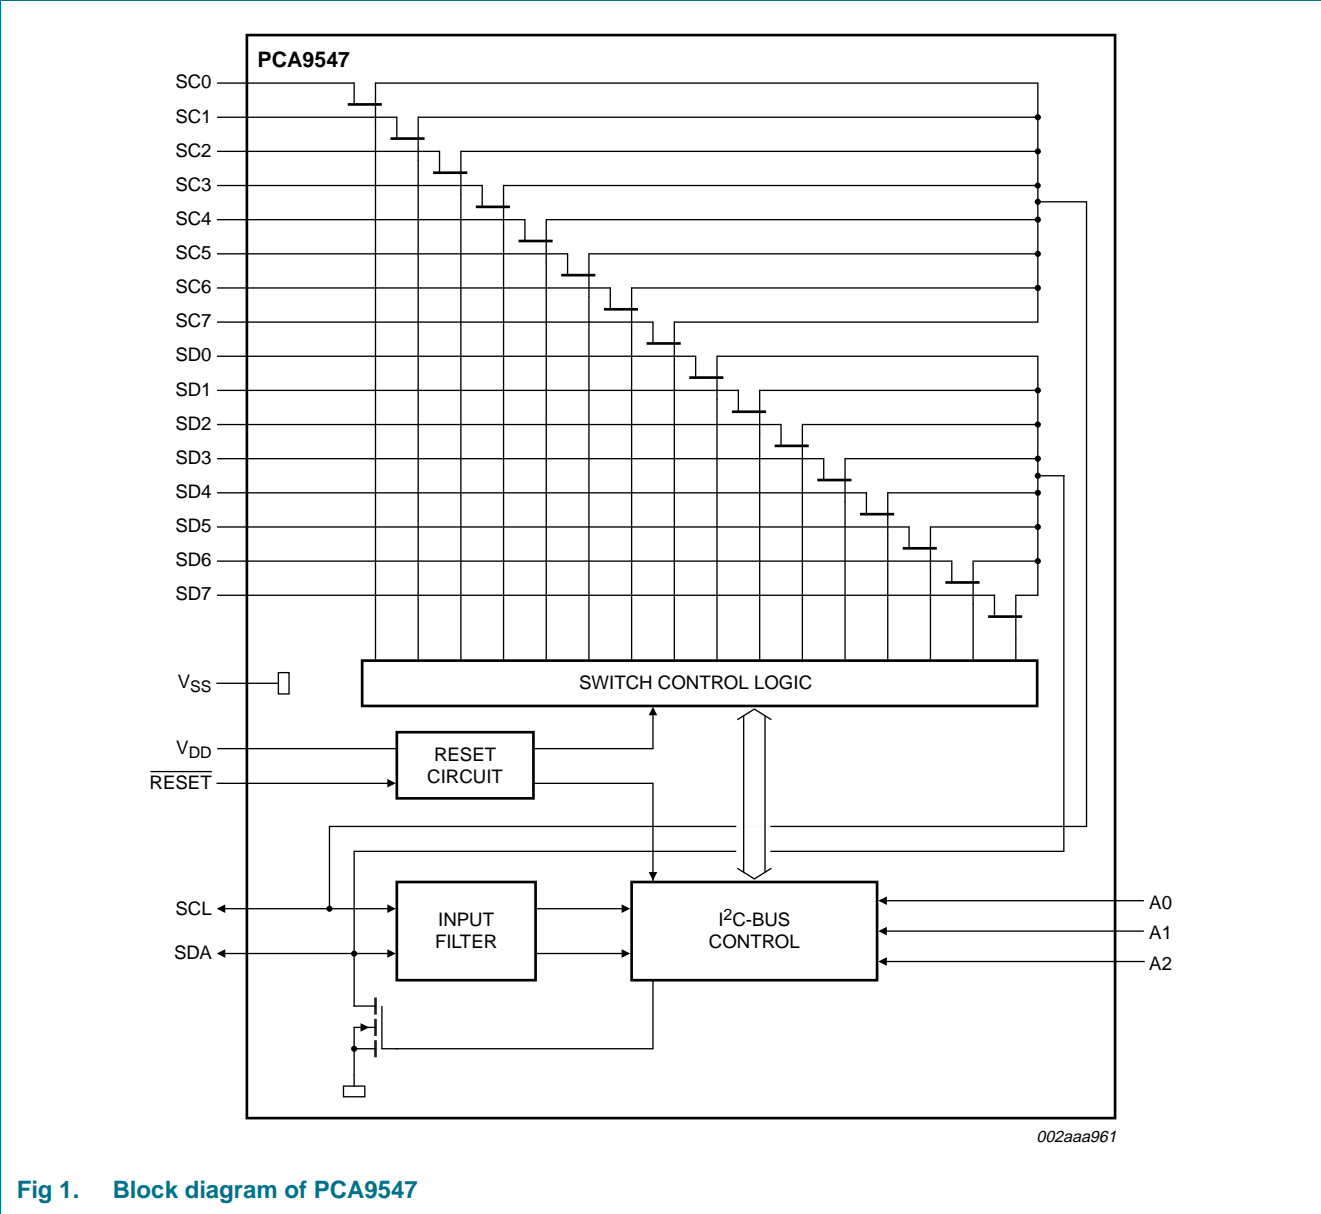 PCA9547
SC0
SC1
SC2
SC3
SC4
SC5
SC6
SC7
SD0
SD1
SD2
SD3
SD4
SD5
SD6
SD7
VSS
SWITCH CONTROL LOGIC
VDD
RESET
RESET
CIRCUIT
SCL
SDA
INPUT
FILTER
I2C-BUS
CONTROL
A0
A1
A2
002aaa961
Fig 1. Block diagram of PCA9547